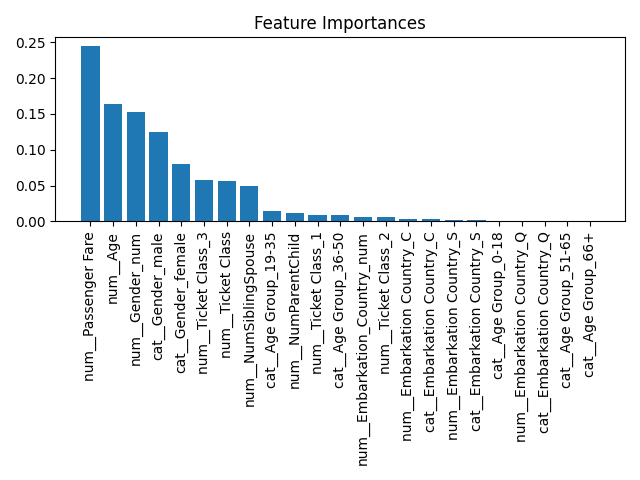 Feature Importances
0.25
0.20
0.15
0.10
0.05
0.00
num__Passenger Fare
num__Age
num__Gender_num
cat__Gender_male
cat__Gender_female
num__Ticket Class_3
num__Ticket Class
num__NumSiblingSpouse
cat__Age Group_19-35
num__NumParentChild
num__Ticket Class_1
cat__Age Group_36-50
num__Embarkation_Country_num
num__Ticket Class_2
num__Embarkation Country_C
cat__Embarkation Country_C
num__Embarkation Country_S
cat__Embarkation Country_S
cat__Age Group_0-18
num__Embarkation Country_Q
cat__Embarkation Country_Q
cat__Age Group_51-65
cat__Age Group_66+